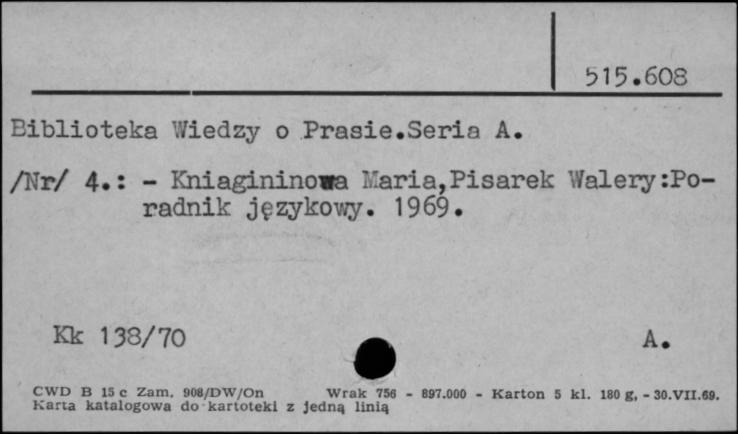 515.608
Biblioteka Wiedzy o Prasie.Seria A.
/Nr/ 4.: - Kniagininowa Maria,Pisarek Walery:Po-
radnik językowy. 1969.
Kk 138/70 A.
CWD B 15 c Zam. 908/DW/On Wrak 756 - 897.000 - Karton 5 kl. 180 g, - 30.VII.69.
Karta katalogowa do kartoteki z jedną linią